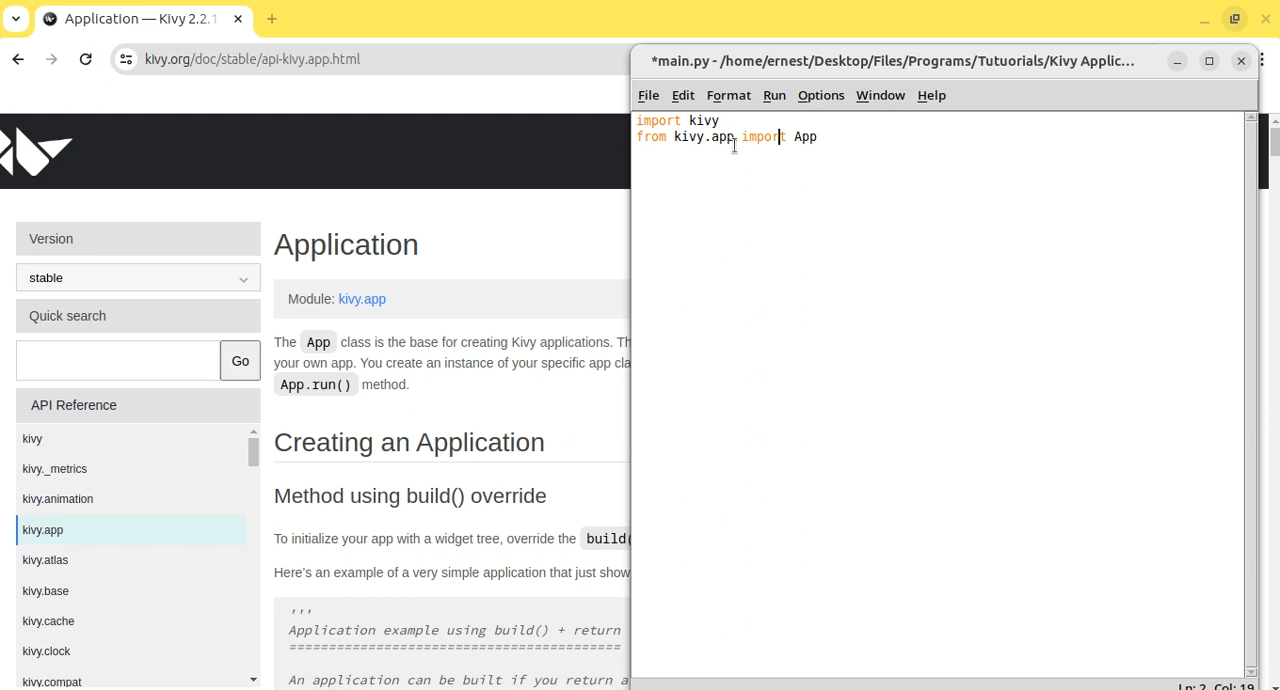 Application — Kivy 2.2.1
kivy.org/doc/stable/api-kivy.app.html
*main.py - /home/ernest/Desktop/Files/Programs/Tutuorials/Kivy Applic...
File Edit Format Run Options Window Help
import kivy
from kivy.app import App
Version
stable
Quick search
Go
API Reference
kivy
kivy._metrics
kivy.animation
kivy.app
kivy.atlas
kivy.base
kivy.cache
kivy.clock
kivy.compat
Application
Module: kivy.app
The App class is the base for creating Kivy applications. Th
your own app. You create an instance of your specific app cla
App.run() method.
Creating an Application
Method using build() override
To initialize your app with a widget tree, override the build(
Here's an example of a very simple application that just show
'''
Application example using build() + return
==========================================
An application can be built if you return a
Ln: 2 Col: 19